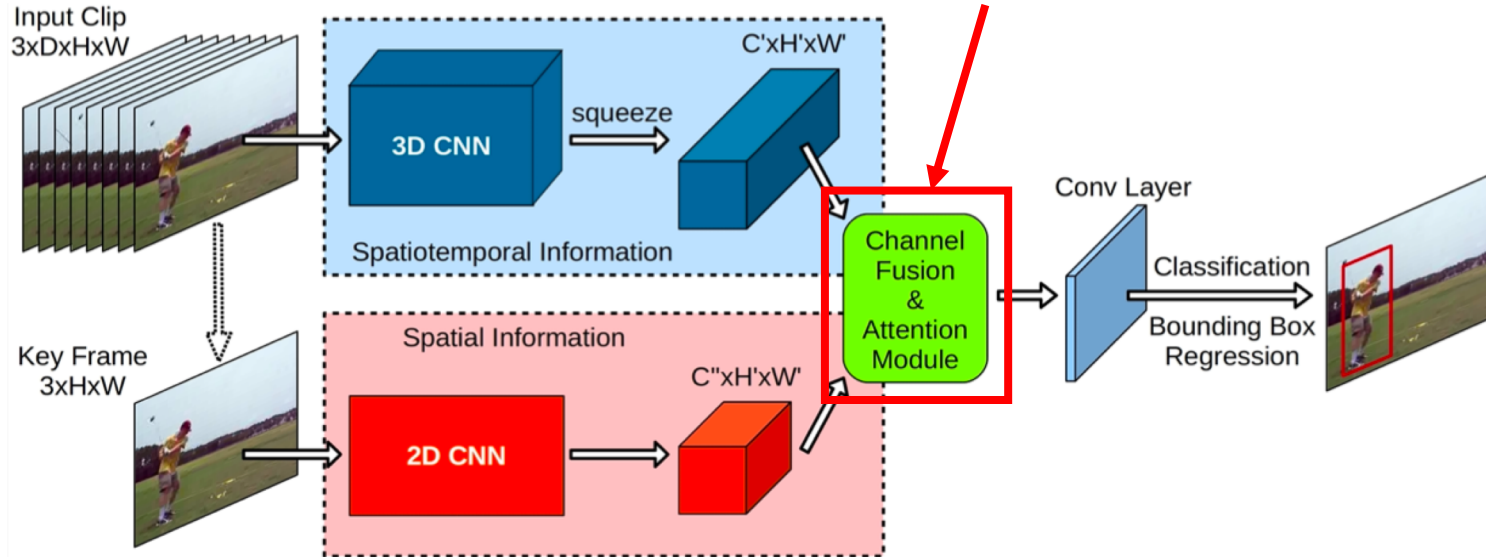 Input Clip
3xDxHxW
3D CNN
squeeze
C'xH'xW'
Spatiotemporal Information
Key Frame
3xHxW
Spatial Information
2D CNN
C''xH'xW'
Channel
Fusion
&
Attention
Module
Conv Layer
Classification
Bounding Box
Regression